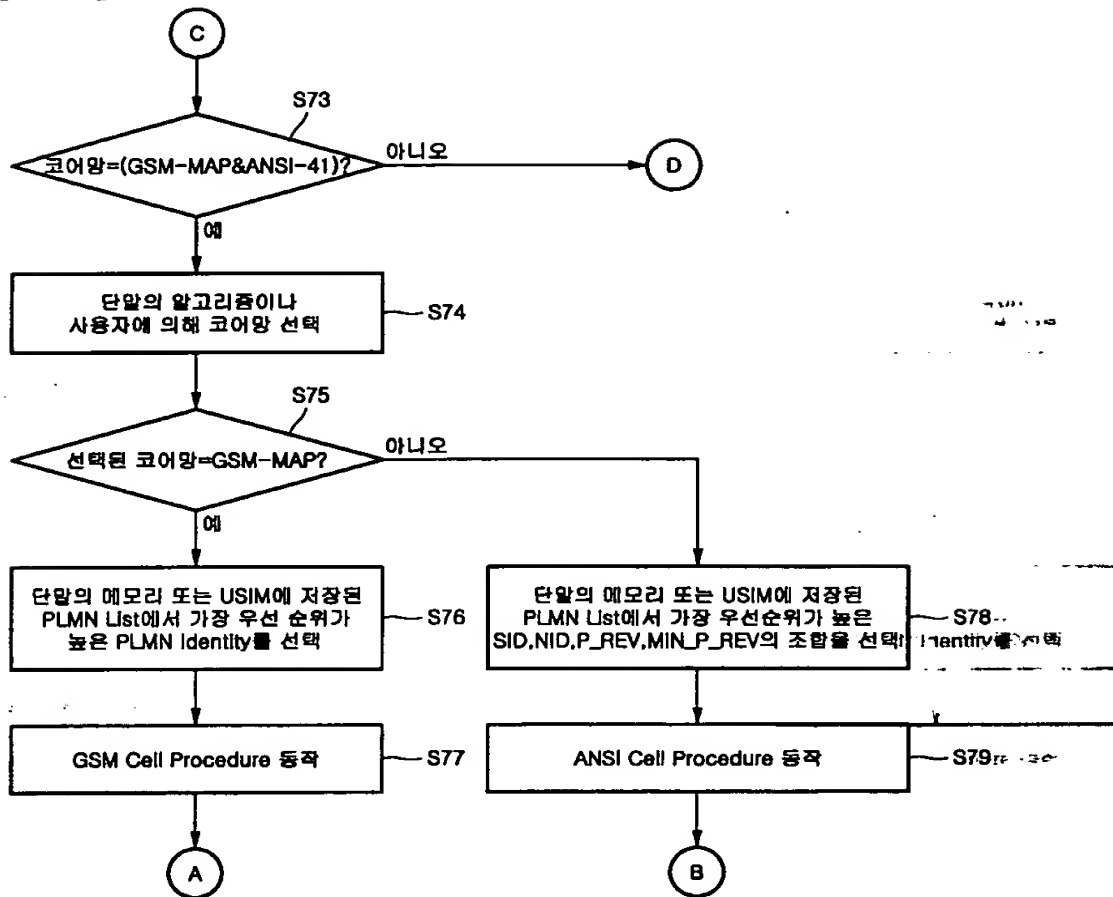 C
S73
코어망=(GSM-MAP&ANSI-41)?
아니오
D
예
단말의 알고리즘이나
사용자에 의해 코어망 선택
S74
S75
선택된 코어망=GSM-MAP?
아니오
예
단말의 메모리 또는 USIM에 저장된
PLMN List에서 가장 우선 순위가
높은 PLMN Identity를 선택
S76
단말의 메모리 또는 USIM에 저장된
PLMN List에서 가장 우선순위가 높은
SID,NID,P_REV,MIN_P_REV의 조합을 선택
S78
GSM Cell Procedure 동작
S77
ANSI Cell Procedure 동작
S79
A
B